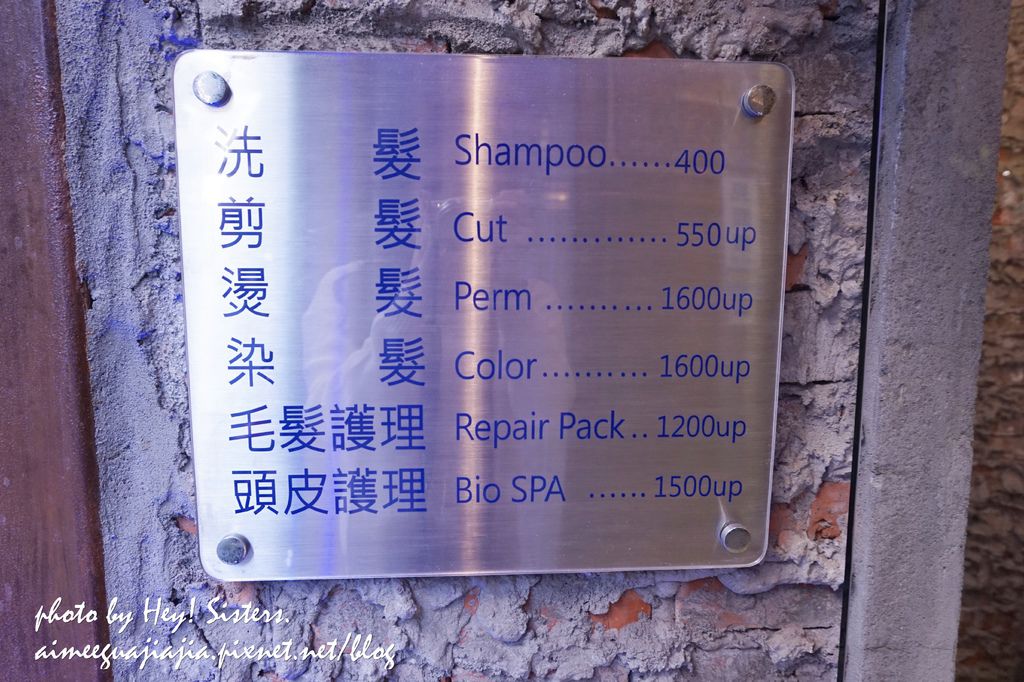 洗 髮 Shampoo......400
剪 髮 Cut .............. 550up
燙 髮 Perm .......... 1600up
染 髮 Color.......... 1600up
毛髮護理 Repair Pack.. 1200up
頭皮護理 Bio SPA ...... 1500up
photo by Hey! Sisters.
aimeeguajiajia.pixnet.net/blog